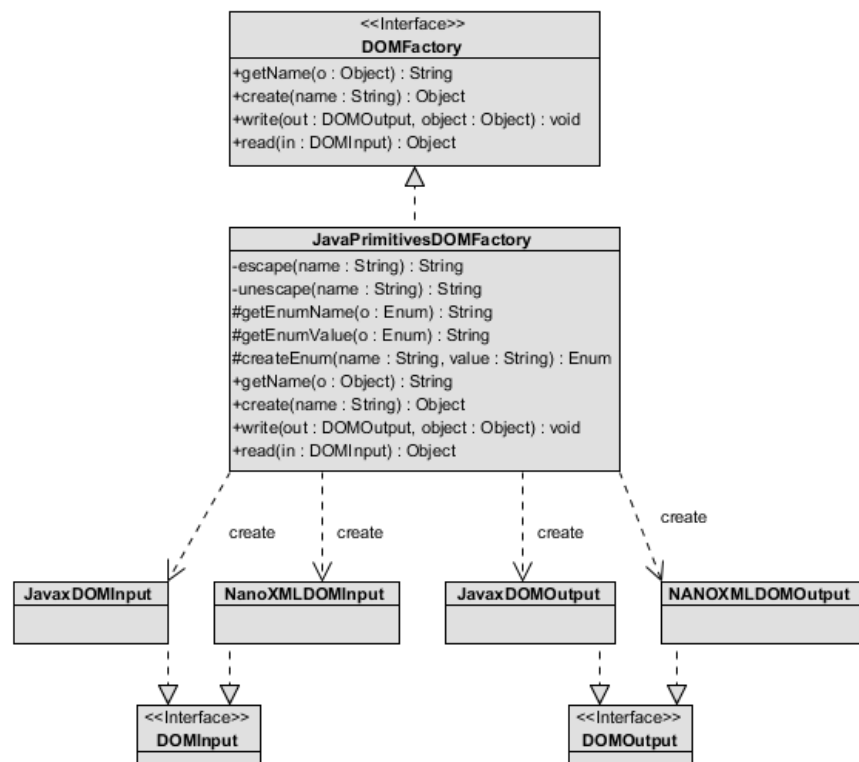 <<Interface>>
DOMFactory
+getName(o : Object) : String
+create(name : String) : Object
+write(out : DOMOutput, object : Object) : void
+read(in : DOMInput) : Object
JavaPrimitivesDOMFactory
-escape(name : String) : String
-unescape(name : String) : String
#getEnumName(o : Enum) : String
#getEnumValue(o : Enum) : String
#createEnum(name : String, value : String) : Enum
+getName(o : Object) : String
+create(name : String) : Object
+write(out : DOMOutput, object : Object) : void
+read(in : DOMInput) : Object
create
create
create
create
JavaxDOMInput
NanoXMLDOMInput
JavaxDOMOutput
NANOXMLDOMOutput
<<Interface>>
DOMInput
<<Interface>>
DOMOutput